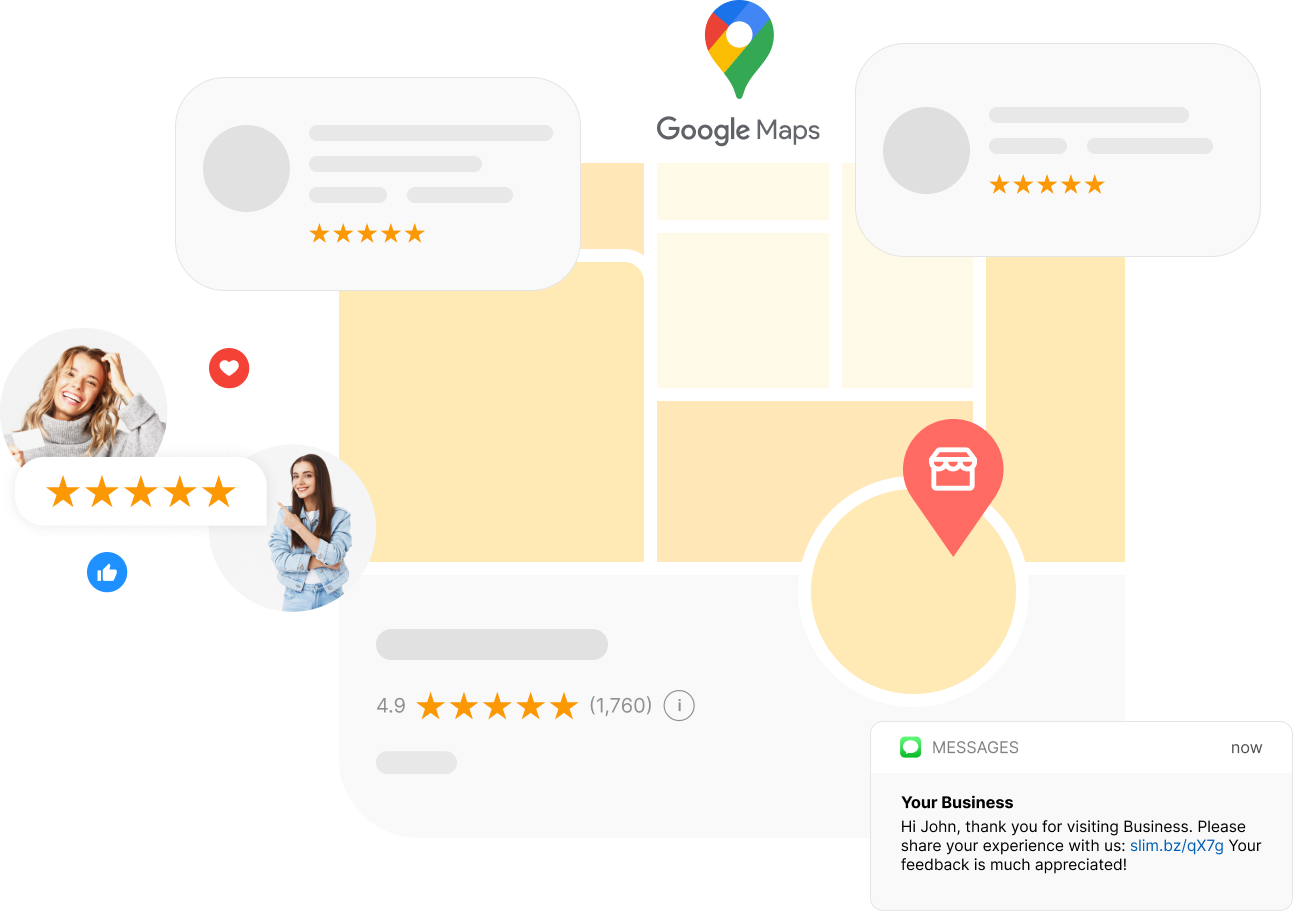 Google Maps
4.9
(1,760)
i
MESSAGES
now
Your Business
Hi John, thank you for visiting Business. Please
share your experience with us: slim.bz/qX7g Your
feedback is much appreciated!